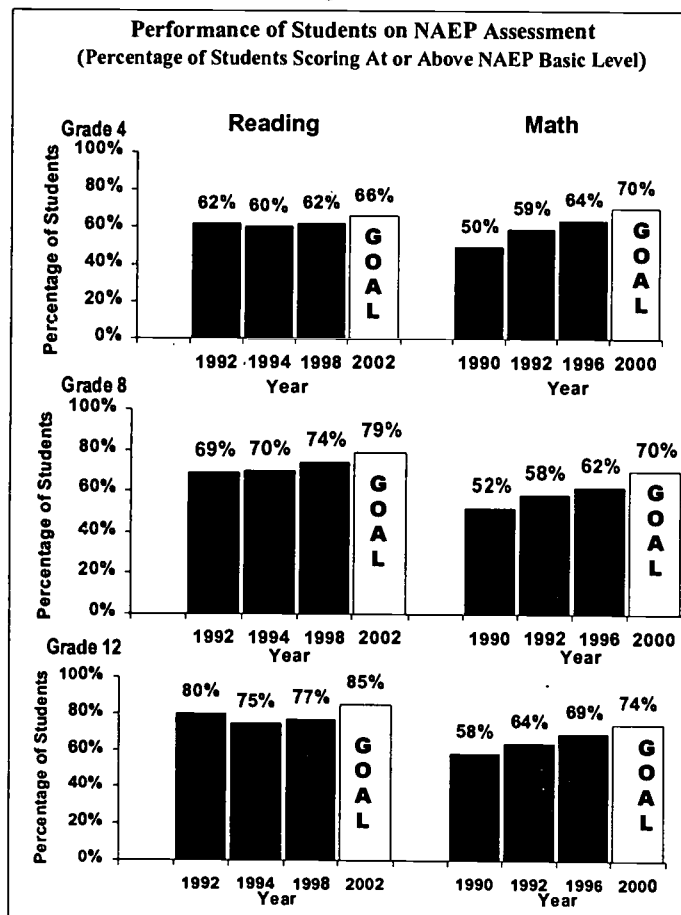 Performance of Students on NAEP Assessment
(Percentage of Students Scoring At or Above NAEP Basic Level)
Reading
Math
Grade 4
Percentage of Students
100%
80%
60%
40%
20%
0%
62% 60% 62% 66%
GOAL
1992 1994 1998 2002
Year
50% 59% 64% 70%
GOAL
1990 1992 1996 2000
Year
Grade 8
Percentage of Students
100%
80%
60%
40%
20%
0%
69% 70% 74% 79%
GOAL
1992 1994 1998 2002
Year
52% 58% 62% 70%
GOAL
1990 1992 1996 2000
Year
Grade 12
Percentage of Students
100%
80%
60%
40%
20%
0%
80% 75% 77% 85%
GOAL
1992 1994 1998 2002
Year
58% 64% 69% 74%
GOAL
1990 1992 1996 2000
Year